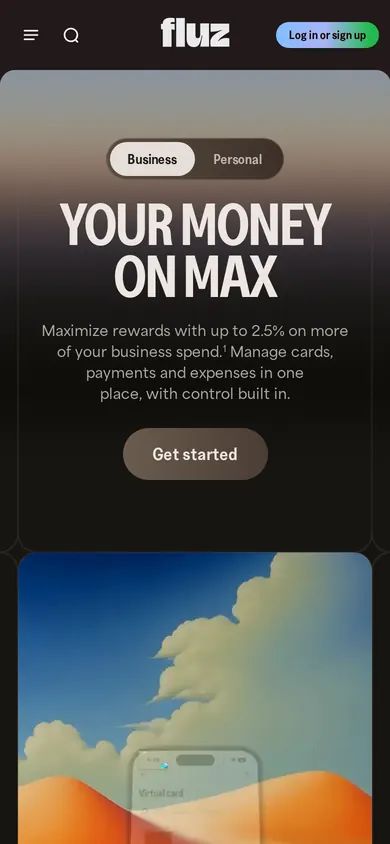 fluz
Log in or sign up
Business
Personal
YOUR MONEY
ON MAX
Maximize rewards with up to 2.5% on more
of your business spend.¹ Manage cards,
payments and expenses in one
place, with control built in.
Get started
Virtual card